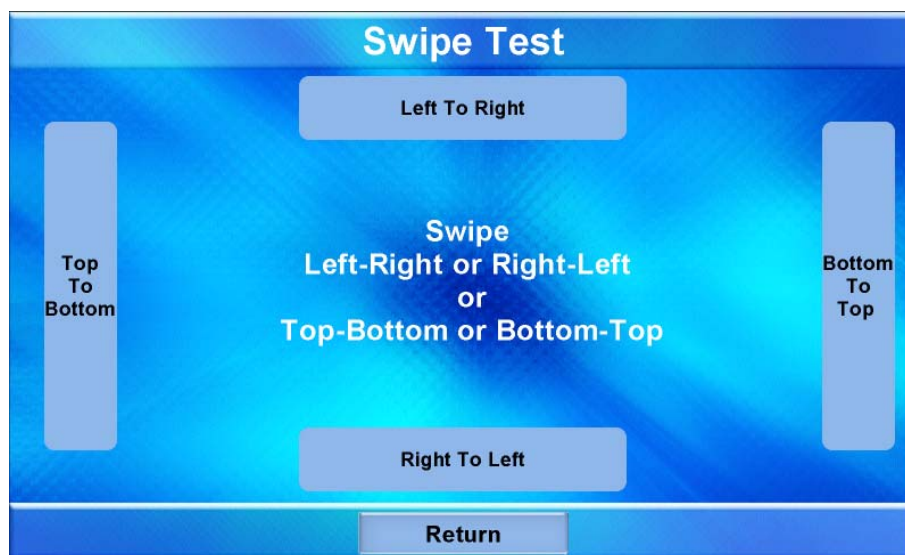 Swipe Test
Left To Right
Top
To
Bottom
Swipe
Left-Right or Right-Left
or
Top-Bottom or Bottom-Top
Bottom
To
Top
Right To Left
Return